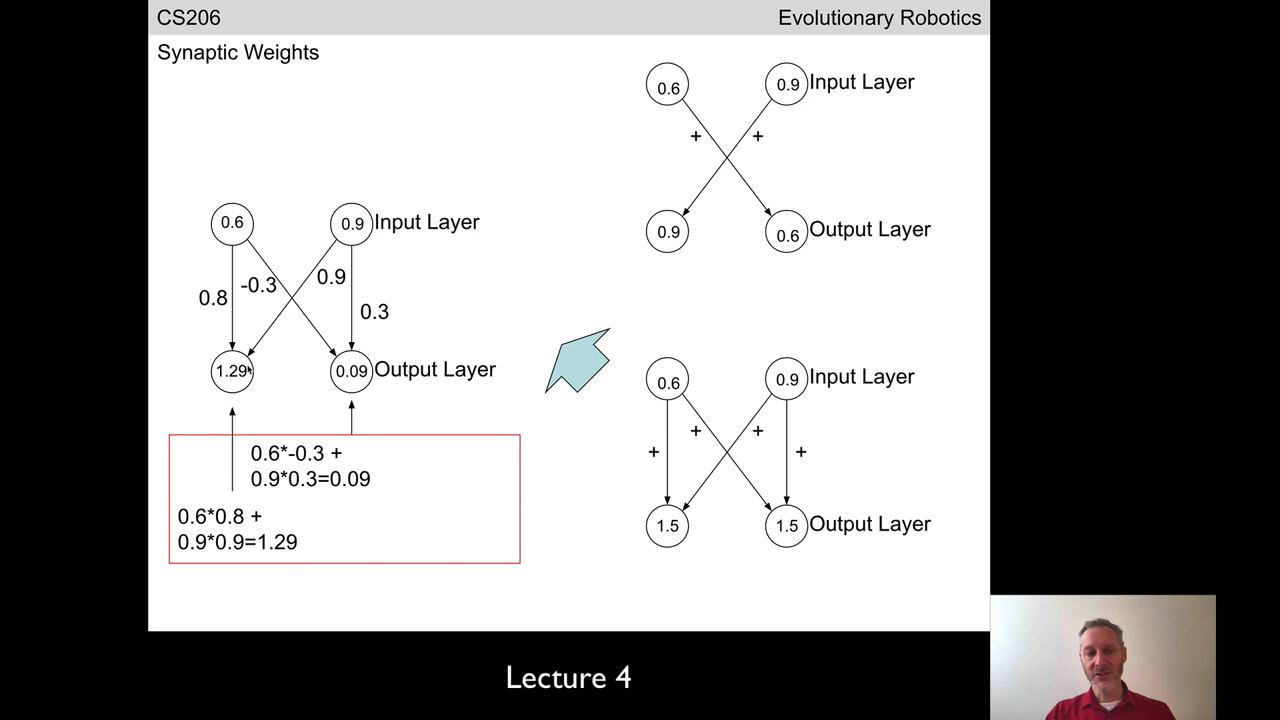 CS206
Evolutionary Robotics
Synaptic Weights
0.6
0.9
Input Layer
0.8
-0.3
0.9
0.3
1.29
0.09
Output Layer
0.6*-0.3 +
0.9*0.3=0.09
0.6*0.8 +
0.9*0.9=1.29
0.6
0.9
Input Layer
+
+
0.9
0.6
Output Layer
0.6
0.9
Input Layer
+
+
+
+
1.5
1.5
Output Layer
Lecture 4